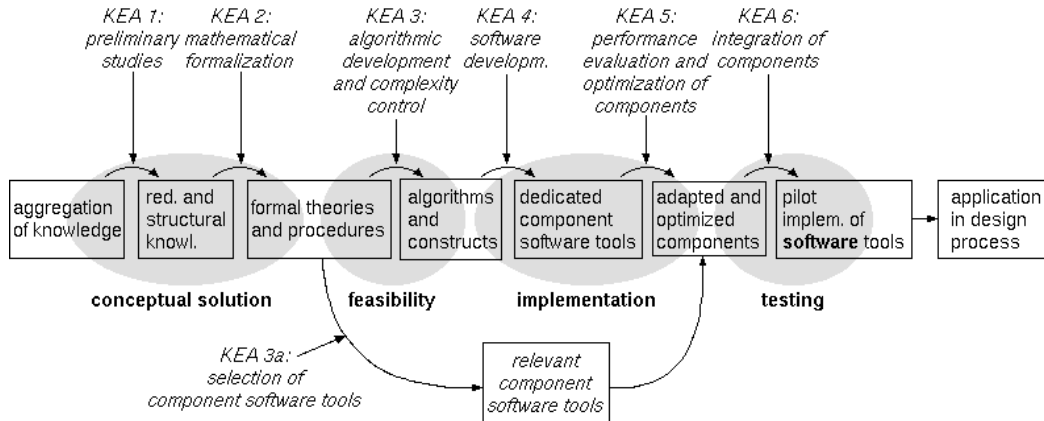 KEA 1:
preliminary
studies
KEA 2:
mathematical
formalization
KEA 3:
algorithmic
development
and complexity
control
KEA 4:
software
developm.
KEA 5:
performance
evaluation and
optimization of
components
KEA 6:
integration of
components
aggregation
of knowledge
red. and
structural
knowl.
formal theories
and procedures
algorithms
and
constructs
dedicated
component
software tools
adapted and
optimized
components
pilot
implem. of
software tools
application
in design
process
conceptual solution
feasibility
implementation
testing
KEA 3a:
selection of
component software tools
relevant
component
software tools